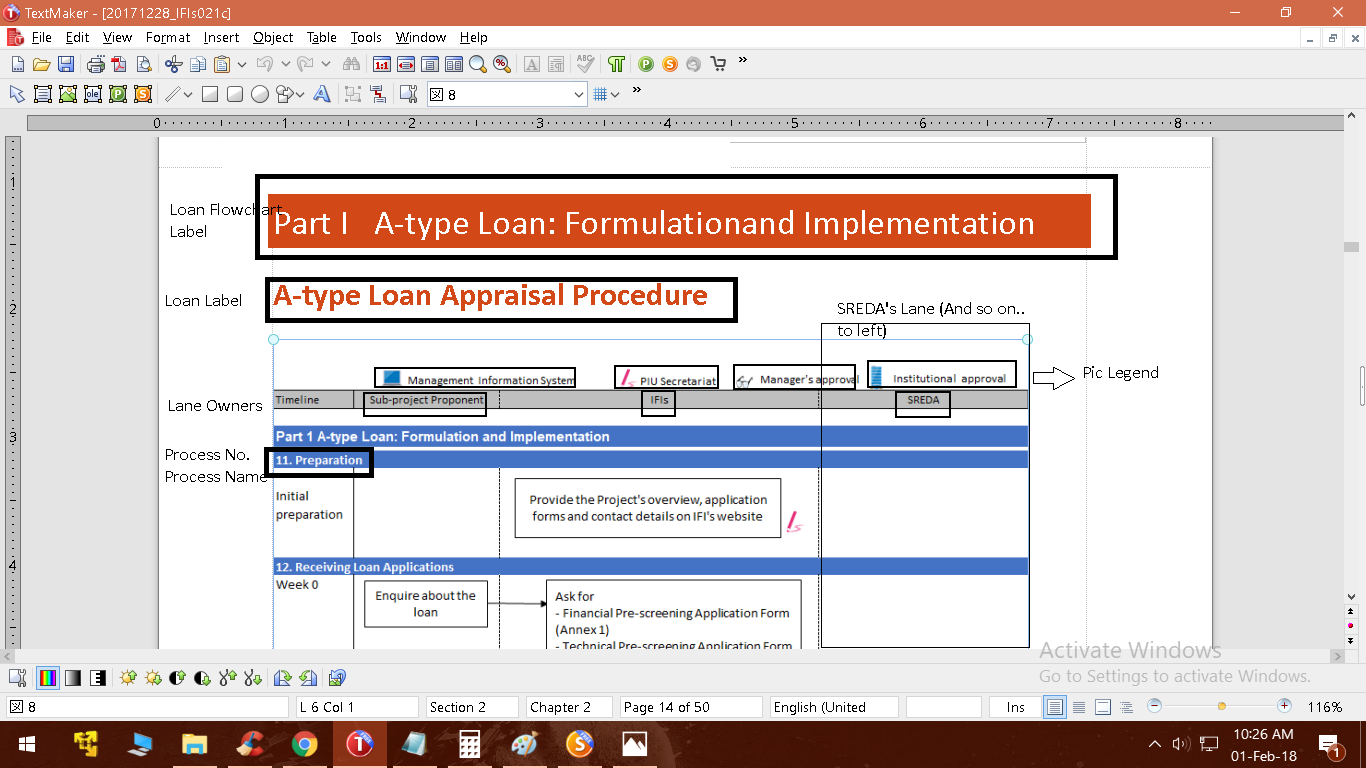 TextMaker - [20171228_IFIs021c]
File Edit View Format Insert Object Table Tools Window Help
図 8
0 1 2 3 4 5 6 7 8
1
2
3
4
Loan Flowchart
Label
Part I A-type Loan: Formulationand Implementation
Loan Label
A-type Loan Appraisal Procedure
SREDA's Lane (And so on..
to left)
Management Information System
PIU Secretariat
Manager's approval
Institutional approval
Pic Legend
Lane Owners
Timeline Sub-project Proponent IFIs SREDA
Part 1 A-type Loan: Formulation and Implementation
Process No.
Process Name
11. Preparation
Initial
preparation
Provide the Project's overview, application
forms and contact details on IFI's website
12. Receiving Loan Applications
Week 0
Enquire about the
loan
Ask for
- Financial Pre-screening Application Form
(Annex 1)
- Technical Pre-screening Application Form
Activate Windows
Go to Settings to activate Windows.
図 8 L 6 Col 1 Section 2 Chapter 2 Page 14 of 50 English (United Ins 116%
10:26 AM
01-Feb-18
1